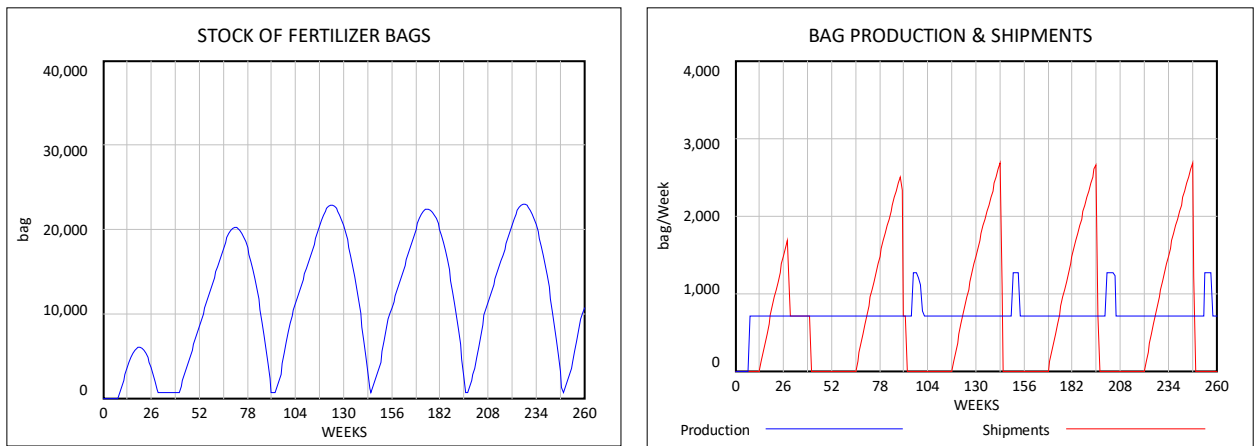 STOCK OF FERTILIZER BAGS
40,000
30,000
20,000
10,000
0
bag
0 26 52 78 104 130 156 182 208 234 260
WEEKS
BAG PRODUCTION & SHIPMENTS
4,000
3,000
2,000
1,000
0
bag/Week
0 26 52 78 104 130 156 182 208 234 260
WEEKS
Production Shipments